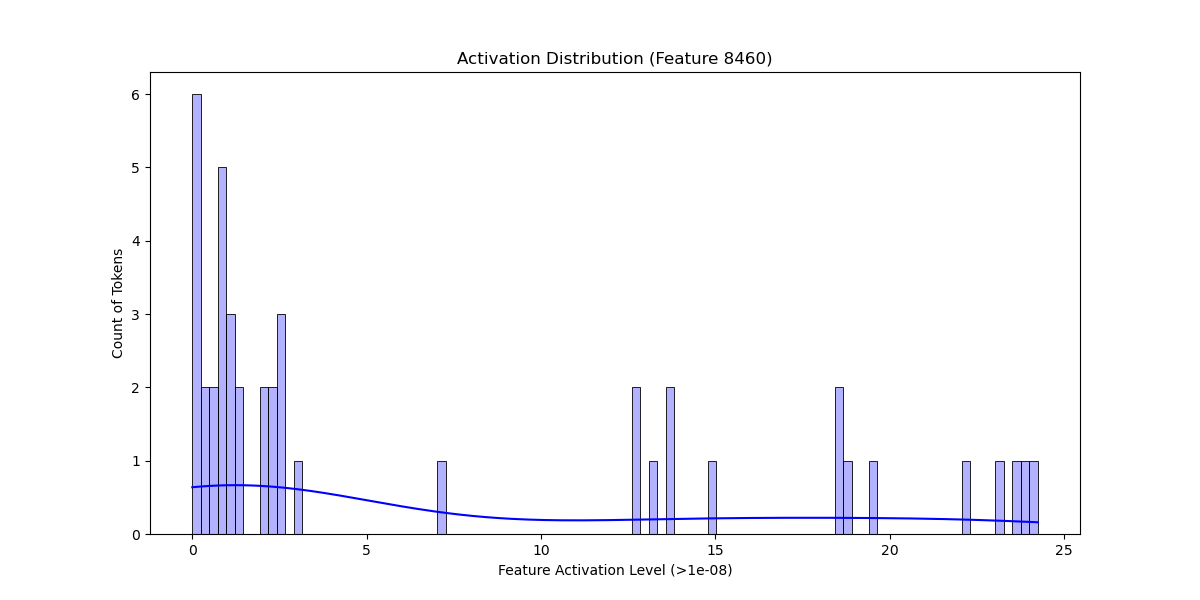 Activation Distribution (Feature 8460)
6
5
4
3
2
1
0
Count of Tokens
0 5 10 15 20 25
Feature Activation Level (>1e-08)